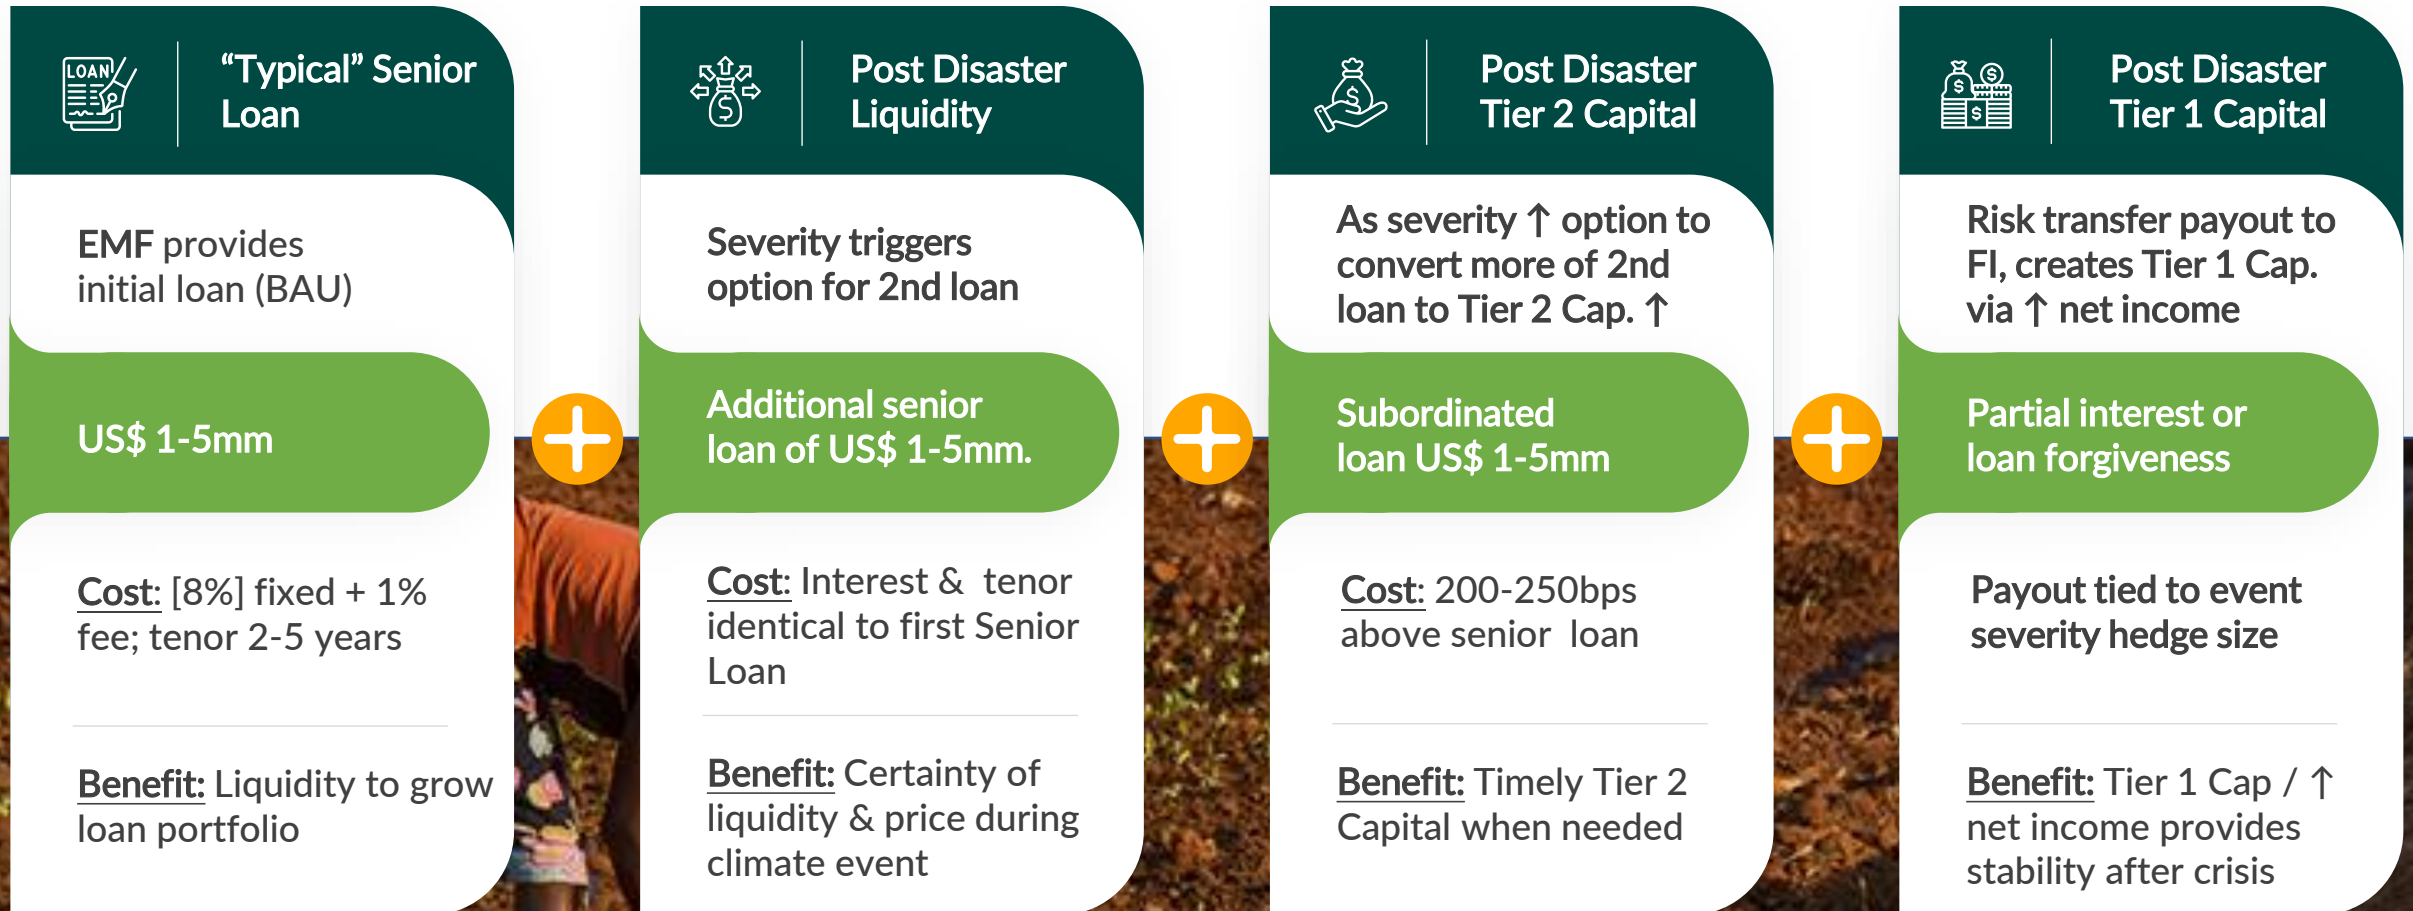 LOAN
“Typical” Senior
Loan
EMF provides
initial loan (BAU)
US$ 1-5mm
Cost: [8%] fixed + 1%
fee; tenor 2-5 years
Benefit: Liquidity to grow
loan portfolio
Post Disaster
Liquidity
Severity triggers
option for 2nd loan
Additional senior
loan of US$ 1-5mm.
Cost: Interest & tenor
identical to first Senior
Loan
Benefit: Certainty of
liquidity & price during
climate event
Post Disaster
Tier 2 Capital
As severity ↑ option to
convert more of 2nd
loan to Tier 2 Cap. ↑
Subordinated
loan US$ 1-5mm
Cost: 200-250bps
above senior loan
Benefit: Timely Tier 2
Capital when needed
Post Disaster
Tier 1 Capital
Risk transfer payout to
FI, creates Tier 1 Cap.
via ↑ net income
Partial interest or
loan forgiveness
Payout tied to event
severity hedge size
Benefit: Tier 1 Cap / ↑
net income provides
stability after crisis